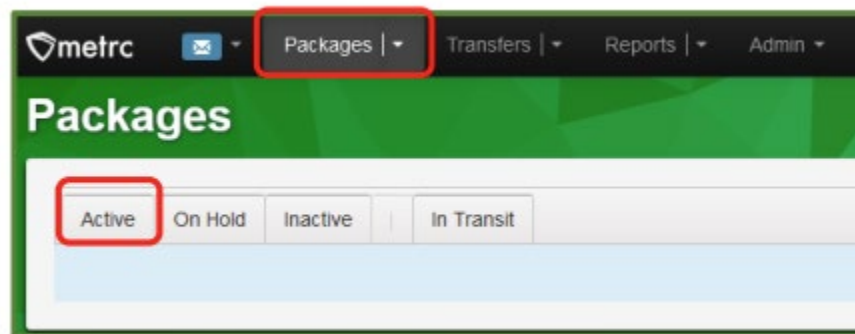 metrc Packages | Transfers | Reports | Admin
Packages
Active On Hold Inactive | In Transit